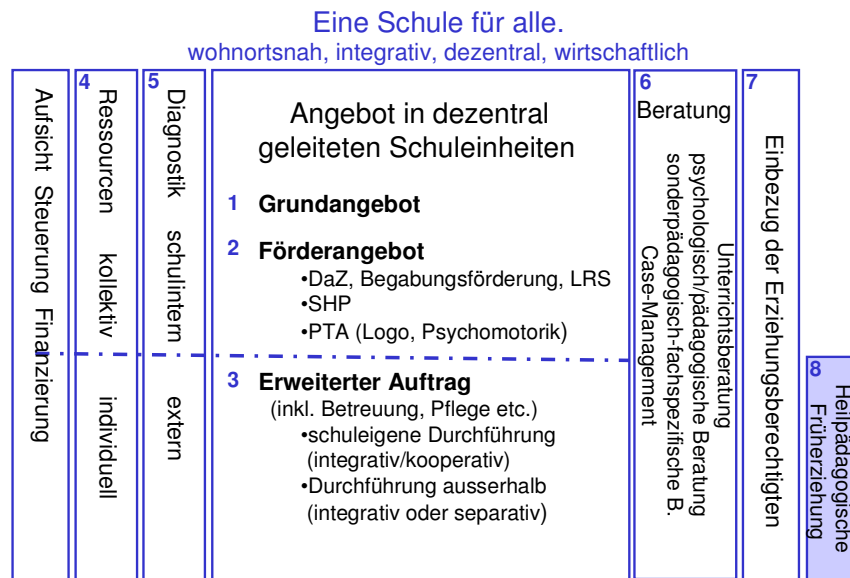 Eine Schule für alle.
wohnortsnah, integrativ, dezentral, wirtschaftlich
Aufsicht Steuerung Finanzierung
4
Ressourcen kollektiv individuell
5
Diagnostik schulintern extern
Angebot in dezentral
geleiteten Schuleinheiten
1 Grundangebot
2 Förderangebot
•DaZ, Begabungsförderung, LRS
•SHP
•PTA (Logo, Psychomotorik)
3 Erweiterter Auftrag
(inkl. Betreuung, Pflege etc.)
•schuleigene Durchführung
(integrativ/kooperativ)
•Durchführung ausserhalb
(integrativ oder separativ)
6
Beratung
Unterrichtsberatung
psychologisch/pädagogische Beratung
sonderpädagogisch-fachspezifische B.
Case-Management
7
Einbezug der Erziehungsberechtigten
8
Heilpädagogische
Früherziehung